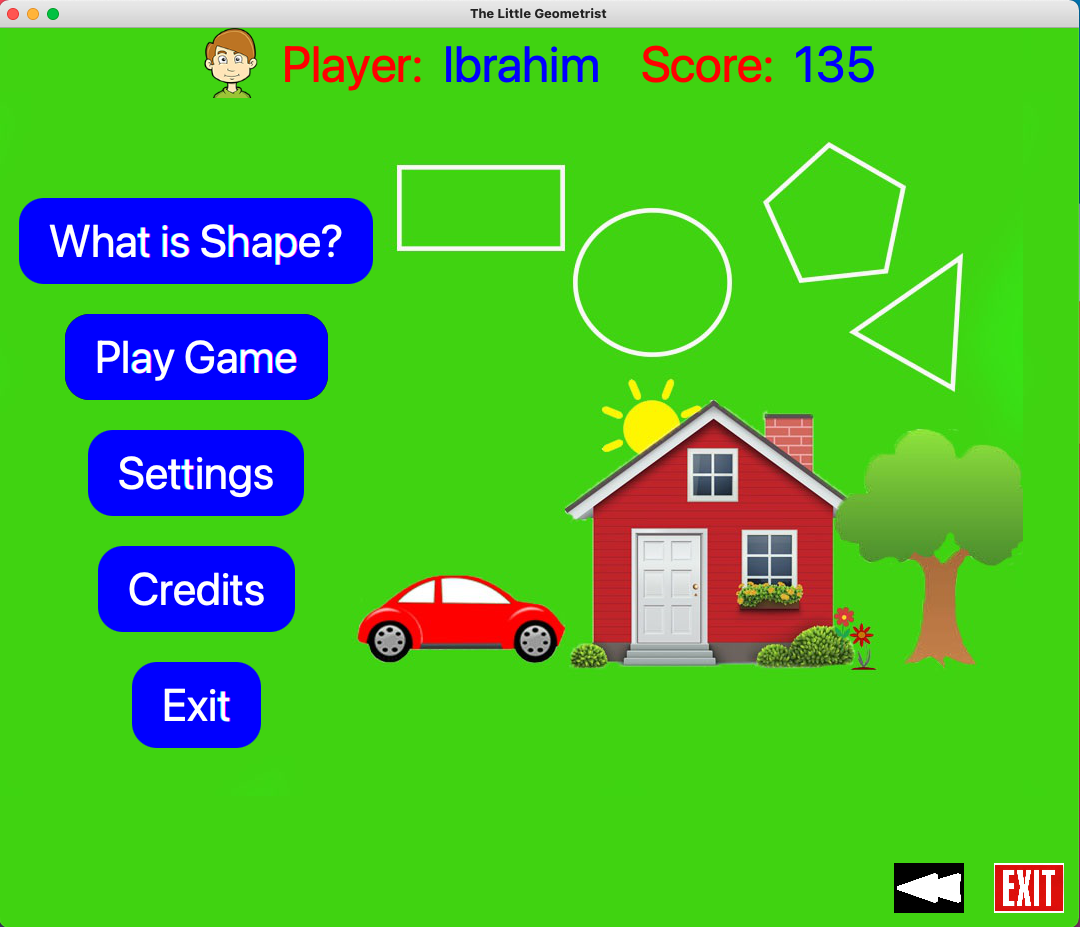 The Little Geometrist
Player: Ibrahim Score: 135
What is Shape?
Play Game
Settings
Credits
Exit
EXIT